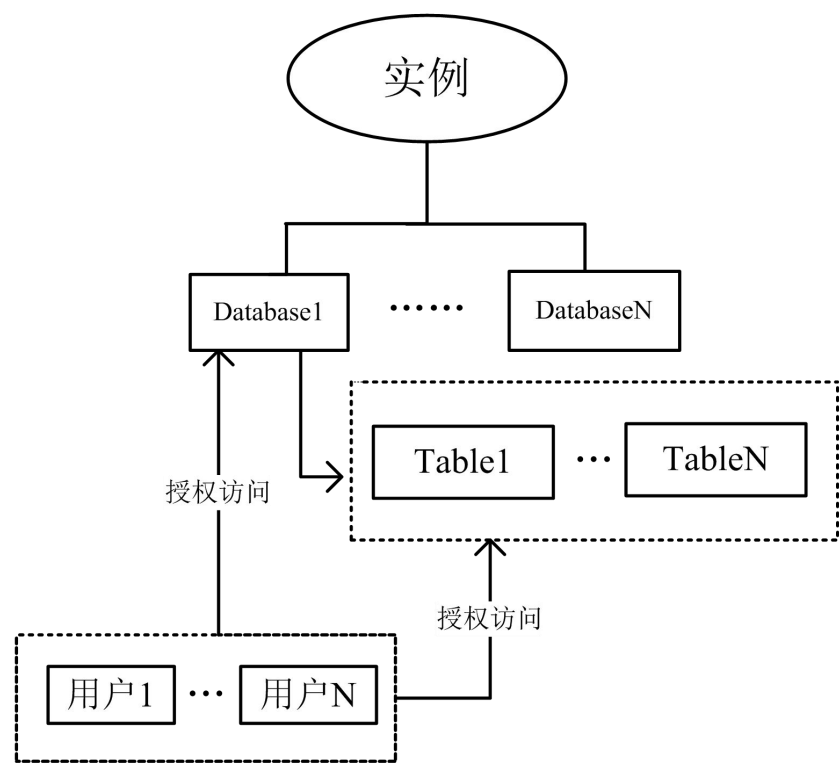 实例
Database1 …… DatabaseN
Table1 … TableN
授权访问
授权访问
用户1 … 用户N